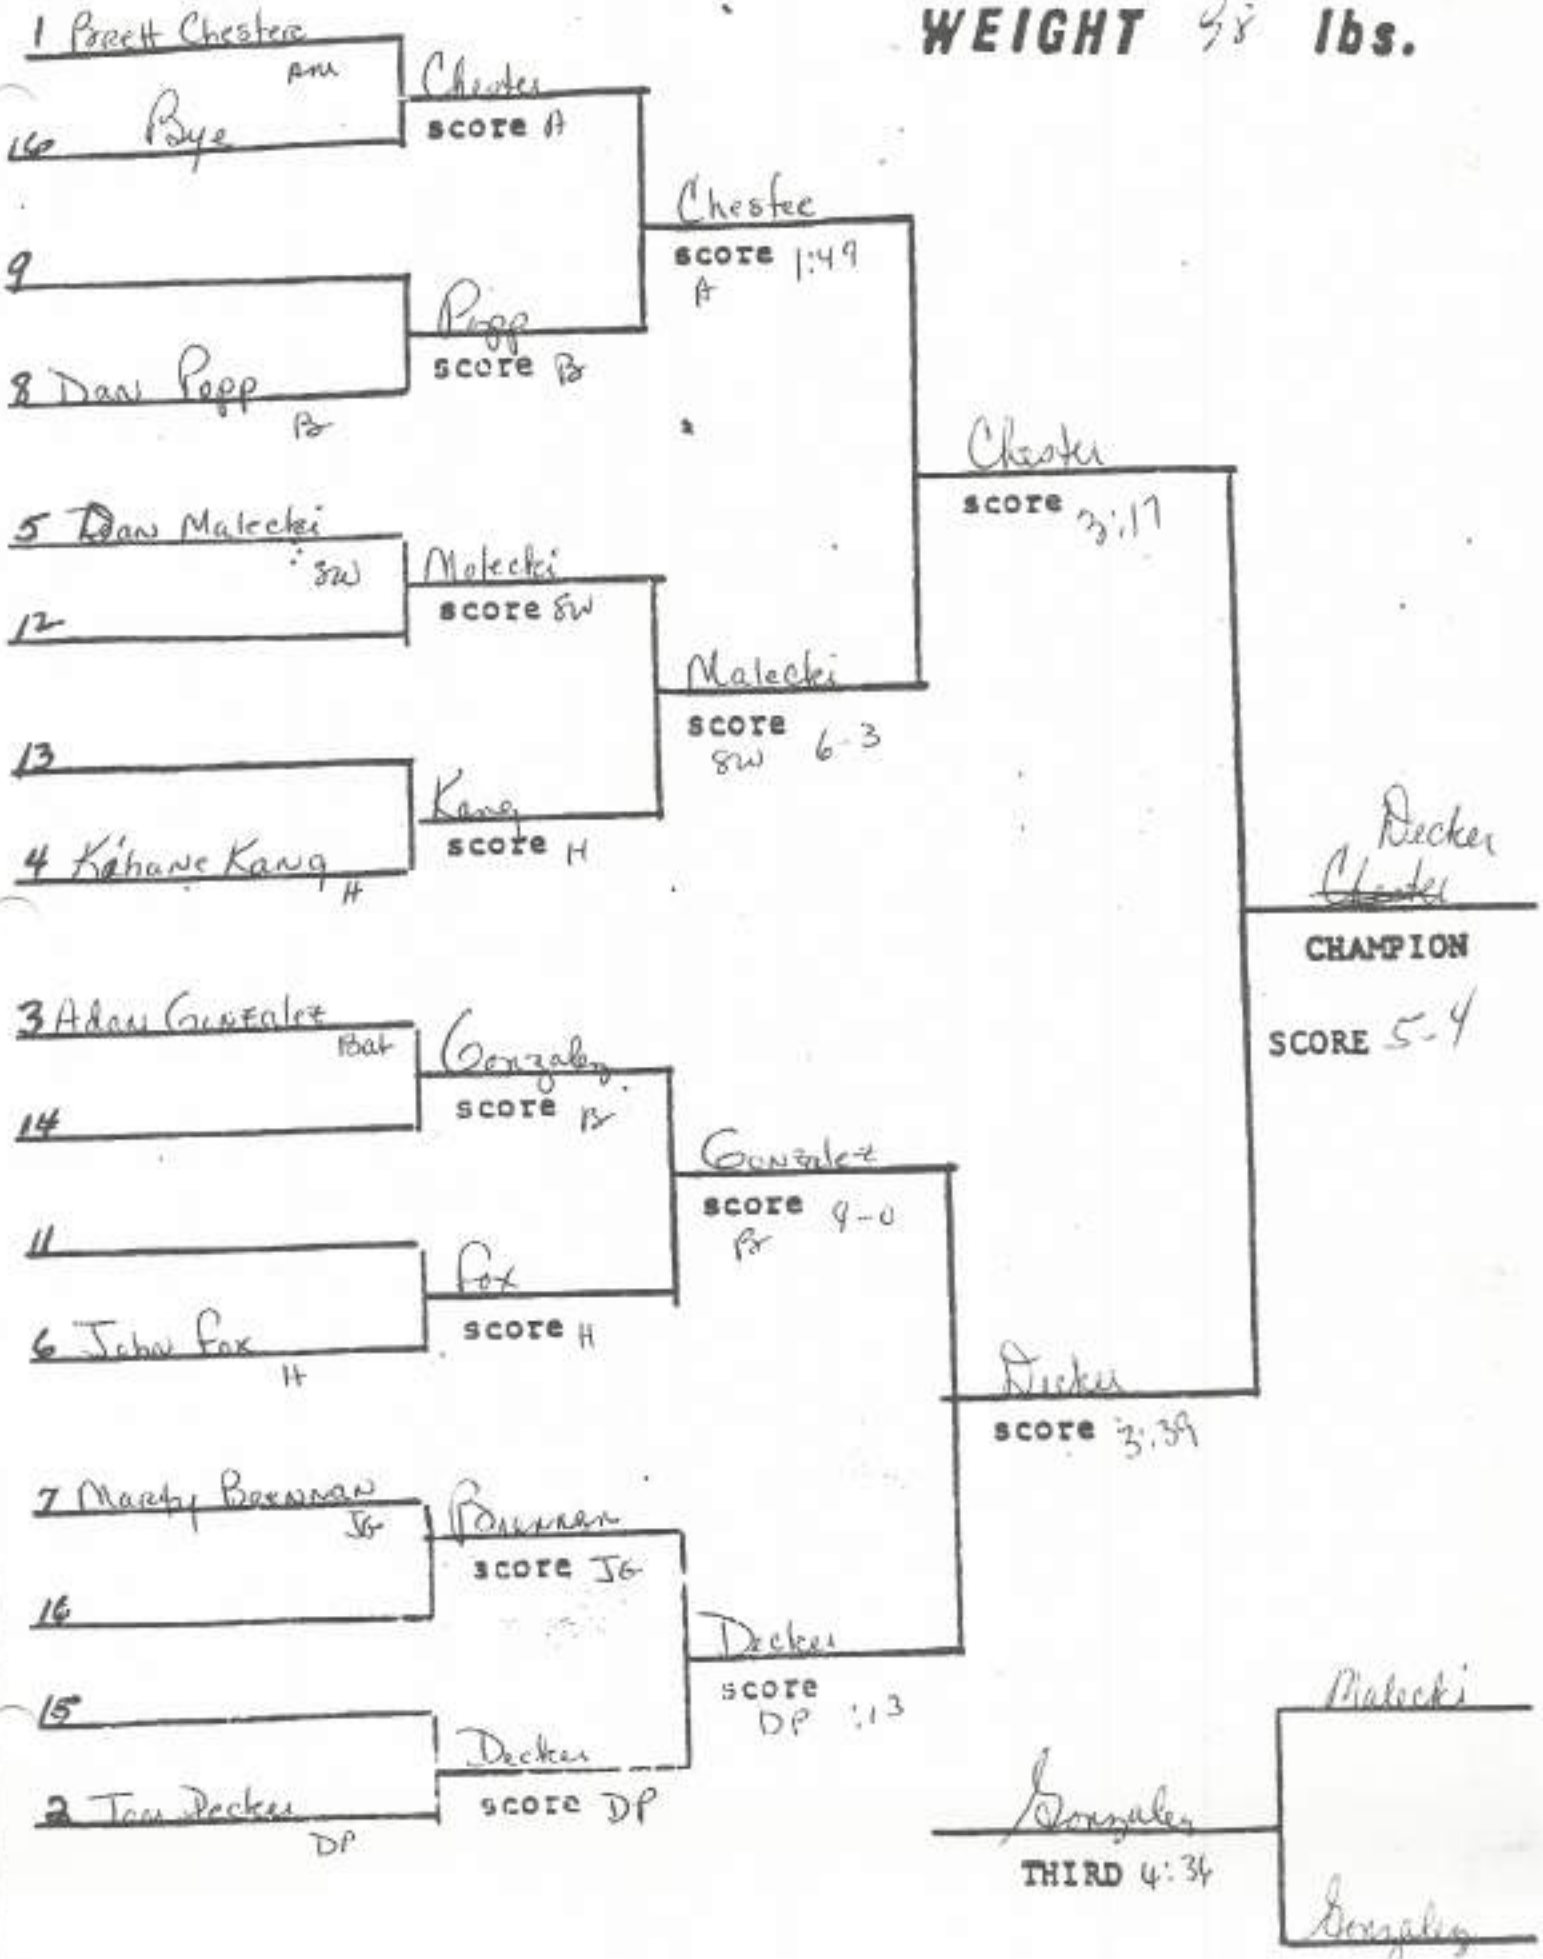 WEIGHT 98 lbs.
1 Brett Chester
Am
Chester
score A
16 Bye
Chester
score 1:49
A
9
Popp
score B
8 Dan Popp
B
Chester
score 3:17
5 Dan Malecki
SW
Malecki
score SW
12
Malecki
score 6-3
SW
13
Kang
score H
4 Kahane Kang
H
Decker
Chester
CHAMPION
SCORE 5-4
3 Adan Gonzalez
Bat
Gonzalez
score B
14
Gonzalez
score 9-0
B
11
Fox
score H
6 John Fox
H
Decker
score 3:39
7 Marty Brennan
JG
Brennan
score JG
16
Decker
score
DP :13
15
Decker
score DP
2 Tom Decker
DP
Malecki
Gonzalez
THIRD 4:36
Gonzalez